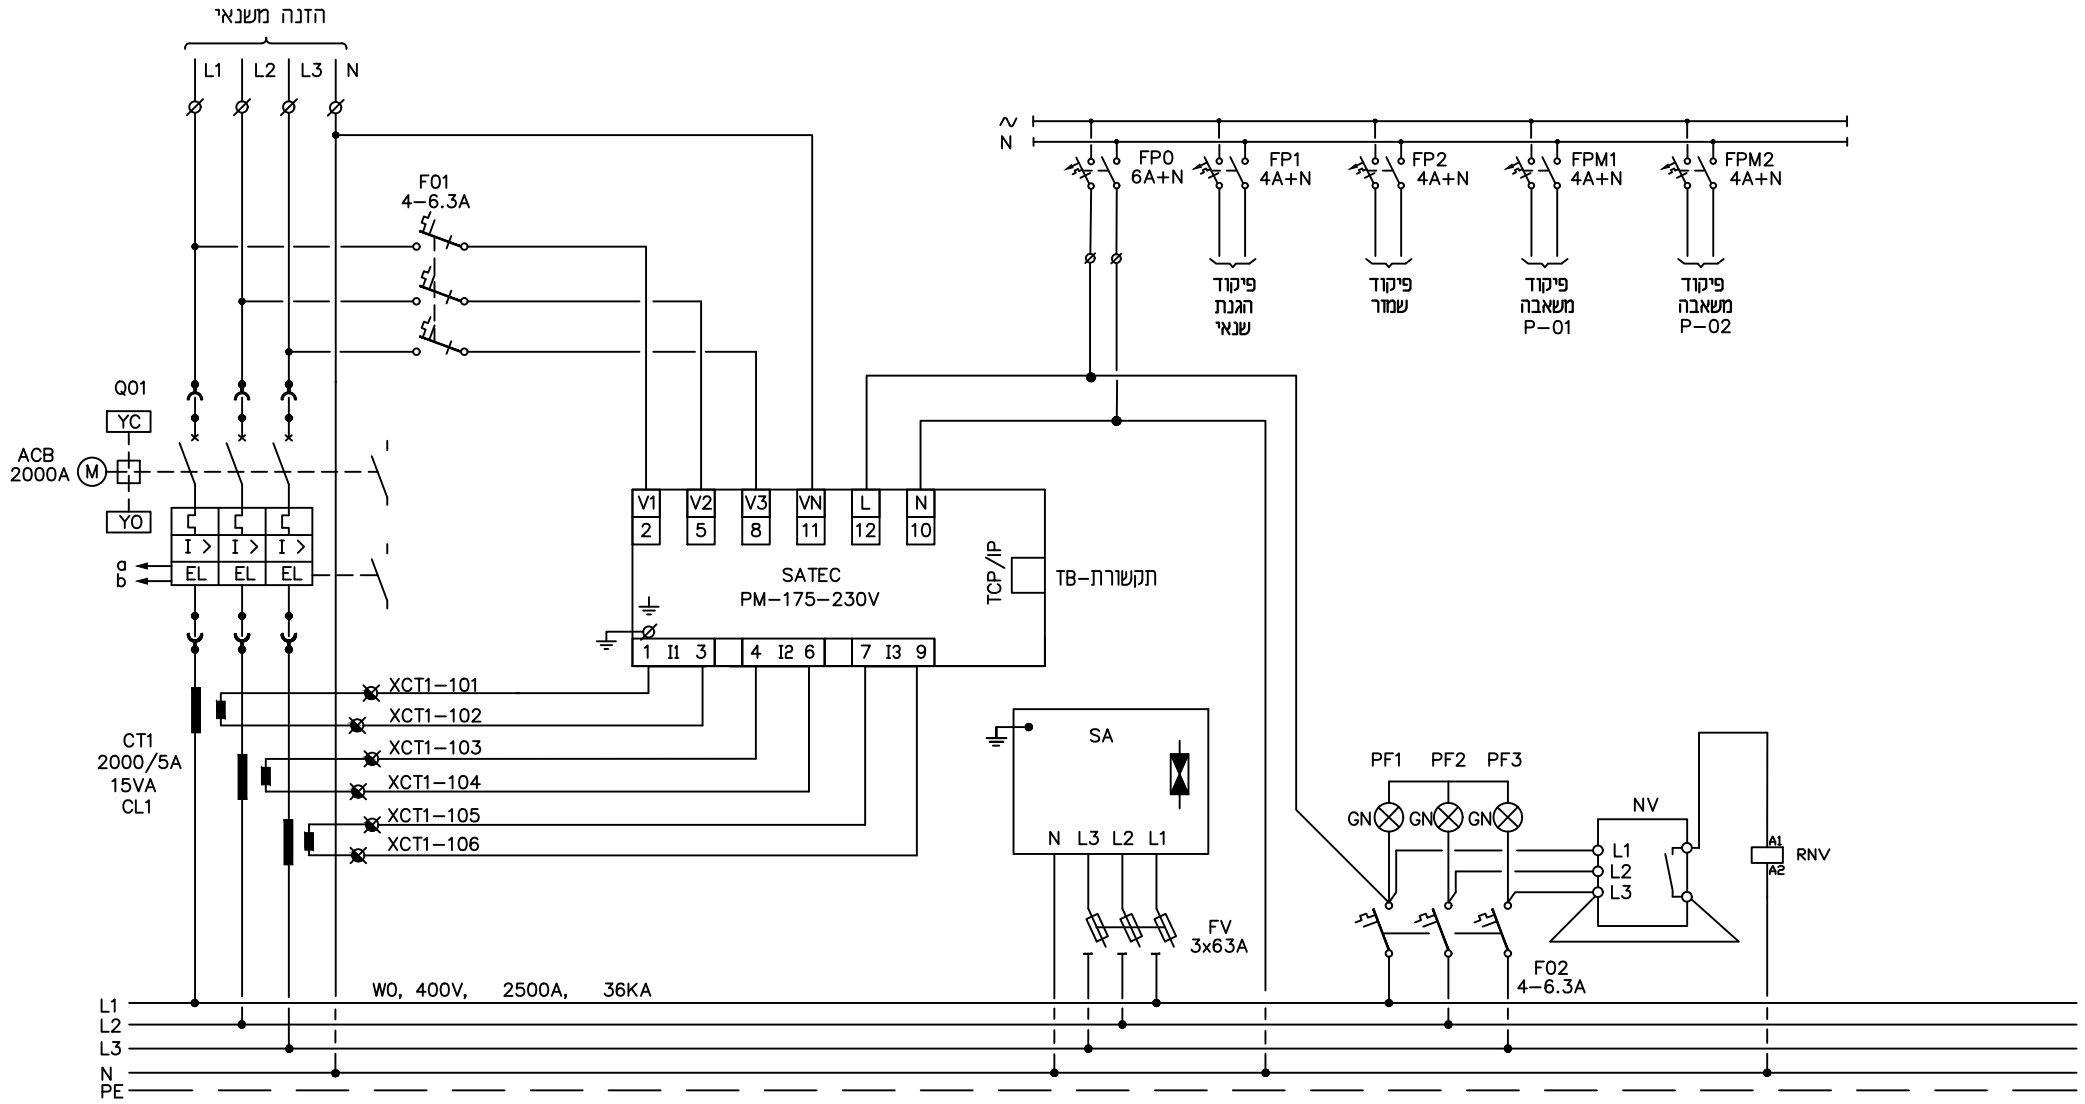 הזנה משנאי
L1 L2 L3 N
F01
4-6.3A
~
N
FP0
6A+N
FP1
4A+N
FP2
4A+N
FPM1
4A+N
FPM2
4A+N
פיקוד
הגנת
שנאי
פיקוד
שמור
פיקוד
משאבה
P-01
פיקוד
משאבה
P-02
Q01
YC
ACB
2000A
M
YO
I > I > I >
EL EL EL
a
b
V1 V2 V3 VN L N
2 5 8 11 12 10
SATEC
PM-175-230V
TCP/IP
TB-תקשורת
1 I1 3 4 I2 6 7 I3 9
XCT1-101
XCT1-102
XCT1-103
XCT1-104
XCT1-105
XCT1-106
CT1
2000/5A
15VA
CL1
SA
N L3 L2 L1
FV
3x63A
PF1 PF2 PF3
GN GN GN
NV
L1
L2
L3
A1
A2
RNV
F02
4-6.3A
W0, 400V, 2500A, 36KA
L1
L2
L3
N
PE